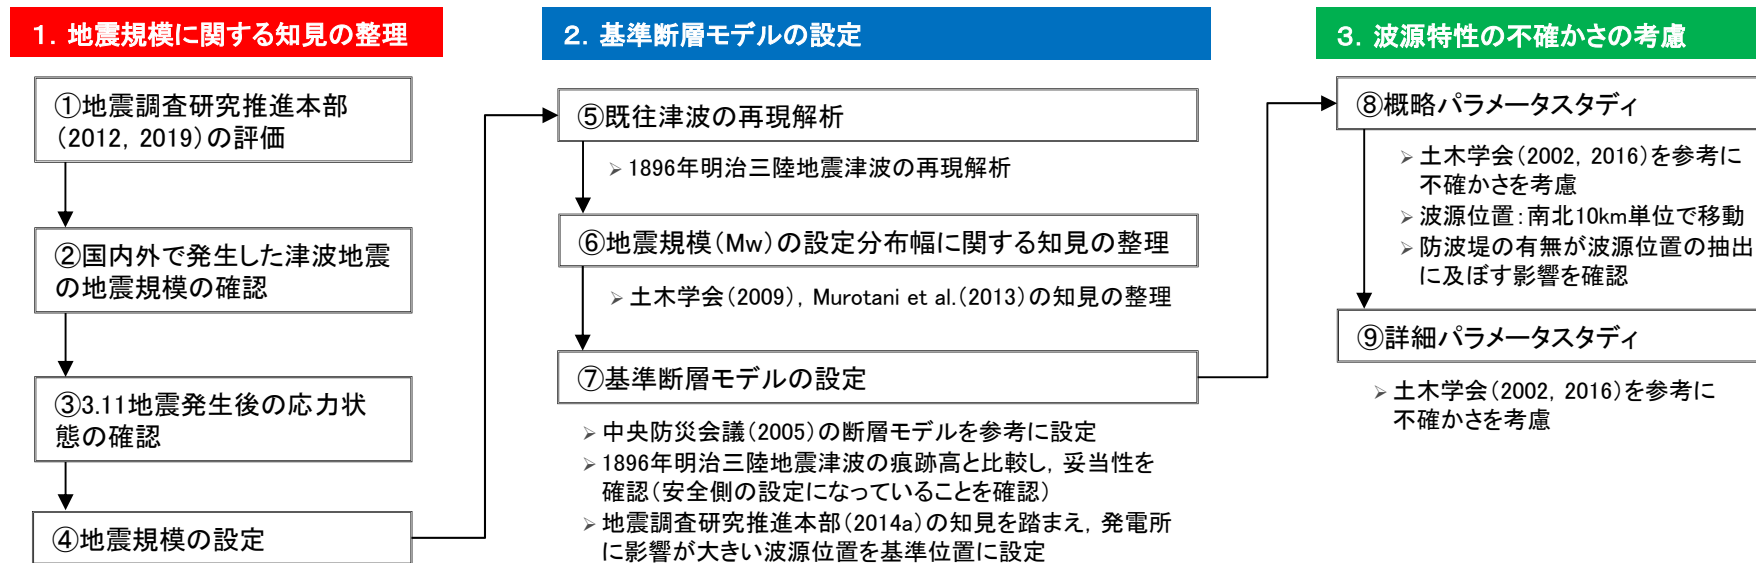 1．地震規模に関する知見の整理
①地震調査研究推進本部
（2012，2019）の評価
②国内外で発生した津波地震
の地震規模の確認
③3.11地震発生後の応力状
態の確認
④地震規模の設定
2．基準断層モデルの設定
⑤既往津波の再現解析
➢1896年明治三陸地震津波の再現解析
⑥地震規模（Mw）の設定分布幅に関する知見の整理
➢土木学会（2009），Murotani et al.（2013）の知見の整理
⑦基準断層モデルの設定
➢中央防災会議（2005）の断層モデルを参考に設定
➢1896年明治三陸地震津波の痕跡高と比較し，妥当性を
確認（安全側の設定になっていることを確認）
➢地震調査研究推進本部（2014a）の知見を踏まえ，発電所
に影響が大きい波源位置を基準位置に設定
3．波源特性の不確かさの考慮
⑧概略パラメータスタディ
➢土木学会（2002，2016）を参考に
不確かさを考慮
➢波源位置：南北10km単位で移動
➢防波堤の有無が波源位置の抽出
に及ぼす影響を確認
⑨詳細パラメータスタディ
➢土木学会（2002，2016）を参考に
不確かさを考慮